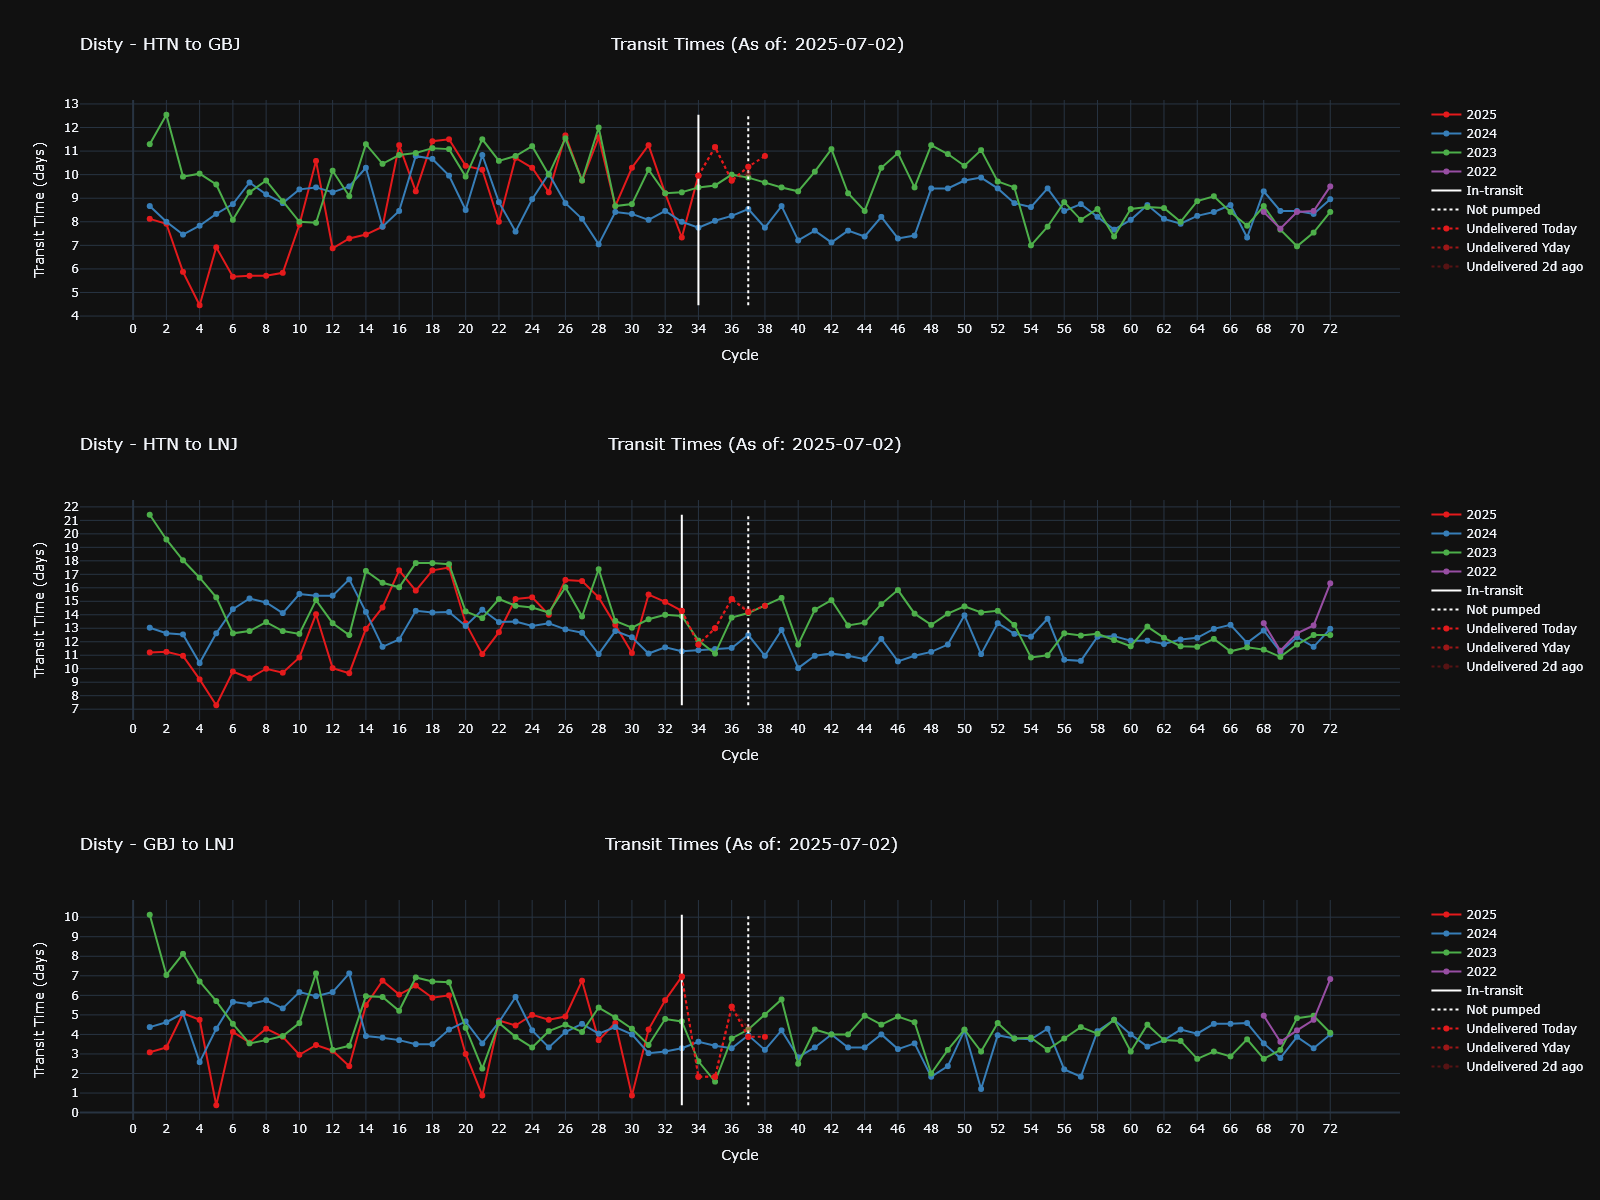 Disty - HTN to GBJ
Transit Times (As of: 2025-07-02)
Transit Time (days)
13
12
11
10
9
8
7
6
5
4
0 2 4 6 8 10 12 14 16 18 20 22 24 26 28 30 32 34 36 38 40 42 44 46 48 50 52 54 56 58 60 62 64 66 68 70 72
Cycle
2025
2024
2023
2022
In-transit
Not pumped
Undelivered Today
Undelivered Yday
Undelivered 2d ago
Disty - HTN to LNJ
Transit Times (As of: 2025-07-02)
Transit Time (days)
22
21
20
19
18
17
16
15
14
13
12
11
10
9
8
7
0 2 4 6 8 10 12 14 16 18 20 22 24 26 28 30 32 34 36 38 40 42 44 46 48 50 52 54 56 58 60 62 64 66 68 70 72
Cycle
2025
2024
2023
2022
In-transit
Not pumped
Undelivered Today
Undelivered Yday
Undelivered 2d ago
Disty - GBJ to LNJ
Transit Times (As of: 2025-07-02)
Transit Time (days)
10
9
8
7
6
5
4
3
2
1
0
0 2 4 6 8 10 12 14 16 18 20 22 24 26 28 30 32 34 36 38 40 42 44 46 48 50 52 54 56 58 60 62 64 66 68 70 72
Cycle
2025
2024
2023
2022
In-transit
Not pumped
Undelivered Today
Undelivered Yday
Undelivered 2d ago